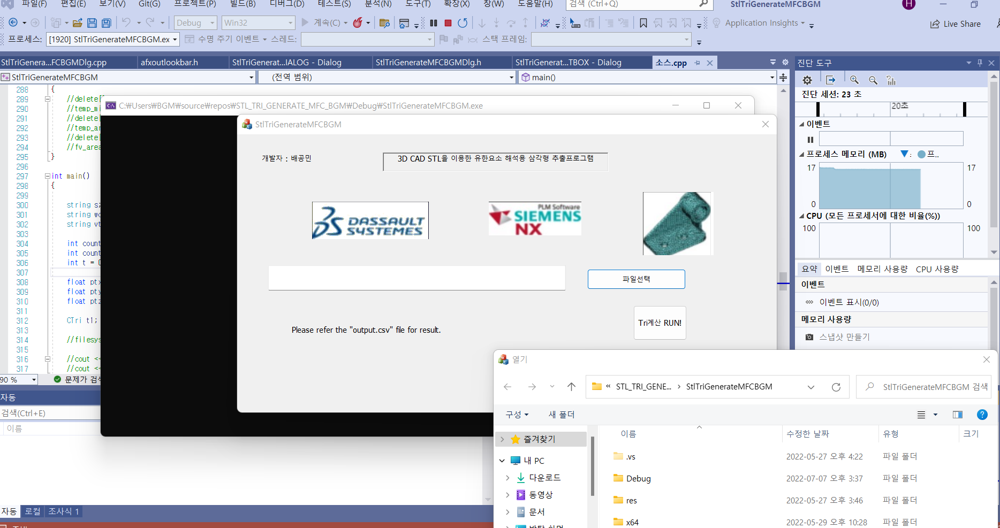 파일(F) 편집(E) 보기(V) Git(G) 프로젝트(P) 빌드(B) 디버그(D) 테스트(S) 분석(N) 도구(T) 확장(X) 창(W) 도움말(H) 검색 (Ctrl+Q) StlTriGenerateMFCBGM H
Debug Win32 계속(C) Application Insights Live Share
프로세스: [1920] StlTriGenerateMFCBGM.ex 수명 주기 이벤트 스레드: 스택 프레임:
StlTriGenera...FCBGMDlg.cpp afxoutlookbar.h StlTriGenerat...IALOG - Dialog StlTriGenerateMFCBGMDlg.h StlTriGenerat...TBOX - Dialog 소스.cpp
StlTriGenerateMFCBGM (전역 범위) main()
288 {
289 //delete[
290 //temp_mi
291 //delete[
292 //temp_ar
293 //delete[
294 //fv_area
295 }
296
297 int main()
298 {
299
300 string s;
301 string wo
302 string vt
303
304 int count
305 int count
306 int t = 0
307
308 float ptx
309 float pty
310 float ptz
311
312 CTri t1;
313
314 //filesys
315
316 //cout <<
317 //cout <<
90 % 문제가 검색
자동
검색(Ctrl+E)
이름
자동 로컬 조사식 1
C:₩Users₩BGM₩source₩repos₩STL_TRI_GENERATE_MFC_BGM₩Debug₩StlTriGenerateMFCBGM.exe
StlTriGenerateMFCBGM
개발자 : 배공민
3D CAD STL을 이용한 유한요소 해석용 삼각형 추출프로그램
DASSAULT
SYSTEMES
PLM Software
SIEMENS
NX
파일선택
Tri계산 RUN!
Please refer the "output.csv" file for result.
진단 도구
진단 세션: 23 초
20초
이벤트
프로세스 메모리 (MB) : 프..
17 17
0 0
CPU (모든 프로세서에 대한 비율(%))
100 100
요약 이벤트 메모리 사용량 CPU 사용량
이벤트
이벤트 표시(0/0)
메모리 사용량
스냅샷 만들기
열기
« STL_TRI_GENE... › StlTriGenerateMFCBGM
StlTriGenerateMFCBGM 검색
구성 새 폴더
즐겨찾기
내 PC
다운로드
동영상
문서
바탕 화면
이름 수정한 날짜 유형 크기
.vs 2022-05-27 오후 4:22 파일 폴더
Debug 2022-07-07 오후 3:37 파일 폴더
res 2022-05-27 오후 3:46 파일 폴더
x64 2022-05-29 오후 10:28 파일 폴더